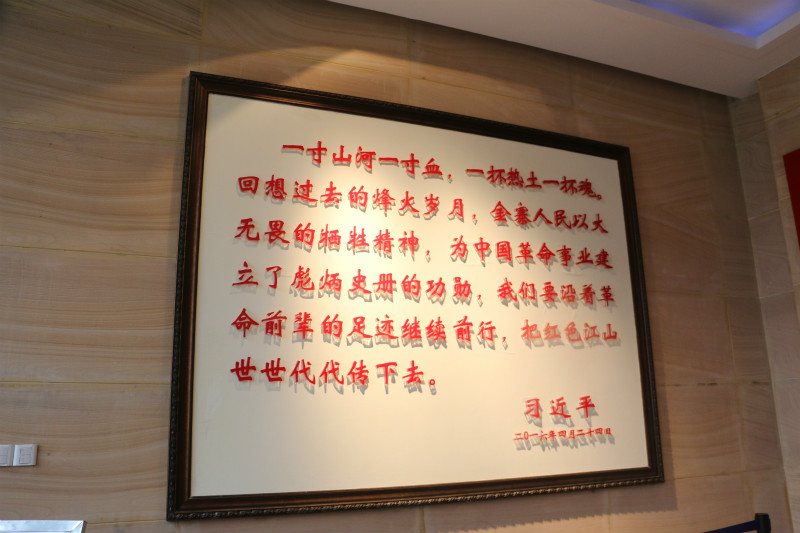 一寸山河一寸血，一抔热土一抔魂。
回想过去的烽火岁月，金寨人民以大
无畏的牺牲精神，为中国革命事业建
立了彪炳史册的功勋，我们要沿着革
命前辈的足迹继续前行，把红色江山
世世代代传下去。
习近平
二〇一六年四月二十四日